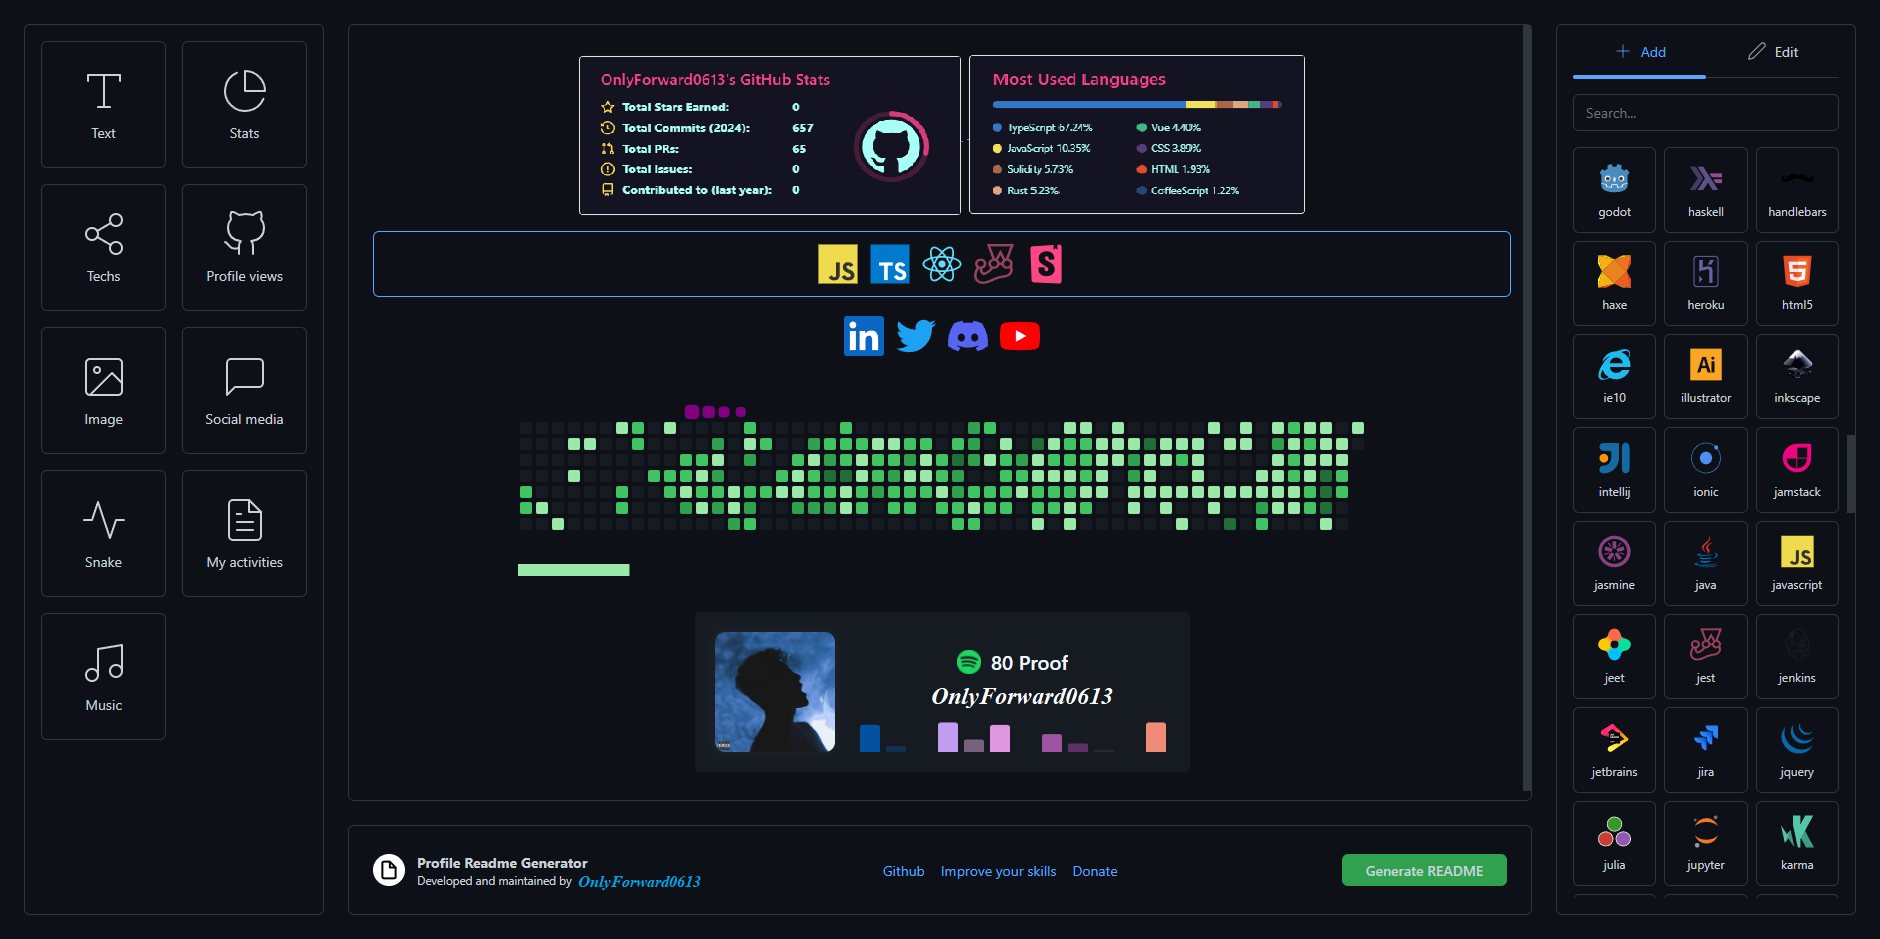 Text
Stats
Techs
Profile views
Image
Social media
Snake
My activities
Music
OnlyForward0613's GitHub Stats
Total Stars Earned: 0
Total Commits (2024): 657
Total PRs: 65
Total Issues: 0
Contributed to (last year): 0
Most Used Languages
TypeScript 67.24%
Vue 4.40%
JavaScript 10.35%
CSS 3.89%
Solidity 5.73%
HTML 1.93%
Rust 5.23%
CoffeeScript 1.22%
JS
TS
S
in
80 Proof
OnlyForward0613
Profile Readme Generator
Developed and maintained by OnlyForward0613
Github
Improve your skills
Donate
Generate README
Add
Edit
Search...
godot
haskell
handlebars
haxe
heroku
5
html5
ie10
Ai
illustrator
inkscape
intellij
ionic
jamstack
jasmine
java
JS
javascript
jeet
jest
jenkins
jetbrains
jira
jquery
julia
jupyter
karma